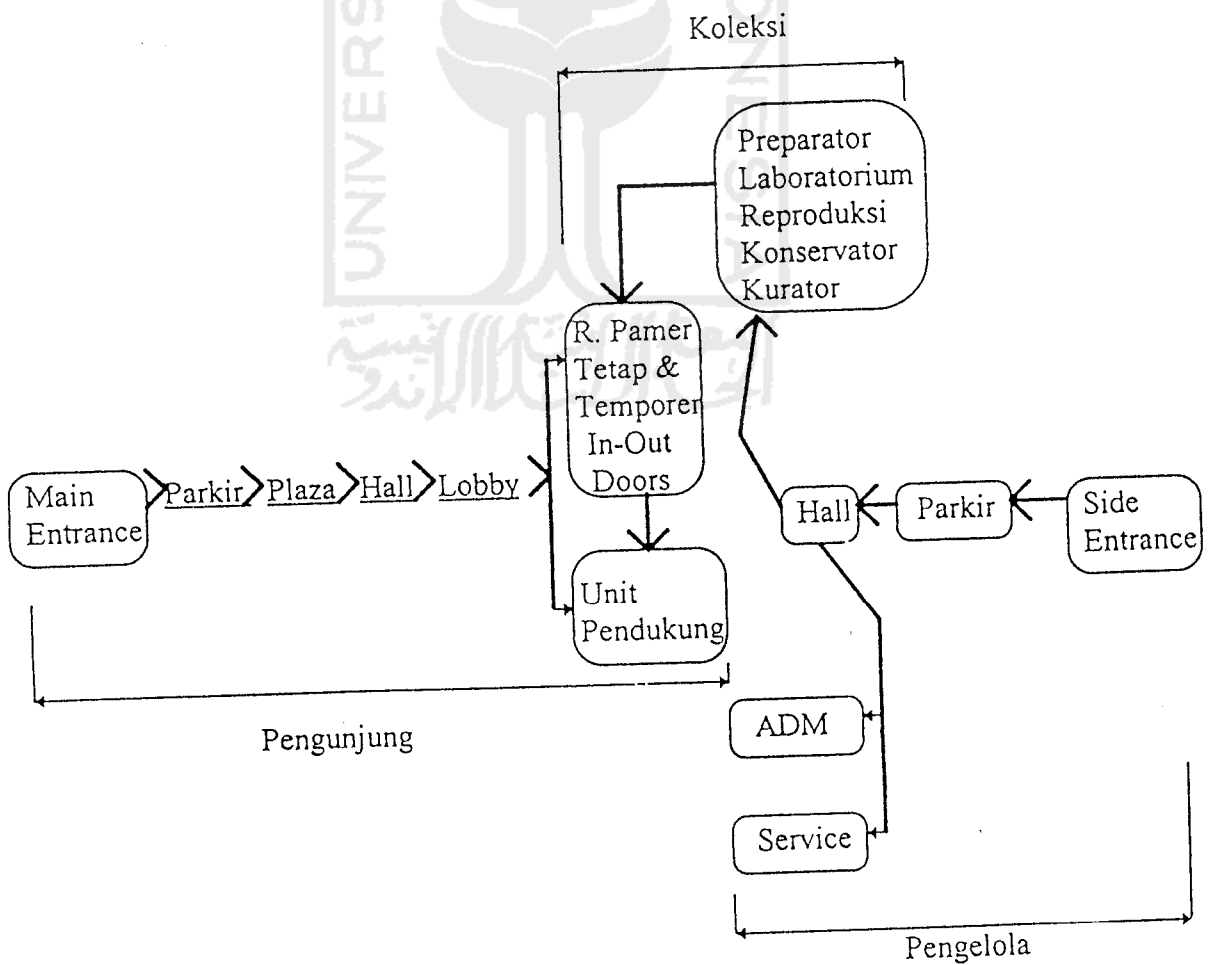 Koleksi
Preparator
Laboratorium
Reproduksi
Konservator
Kurator
R. Pamer
Tetap &
Temporer
In-Out
Doors
Main
Entrance
Parkir
Plaza
Hall
Lobby
Hall
Parkir
Side
Entrance
Unit
Pendukung
Pengunjung
ADM
Service
Pengelola
UNIVERS